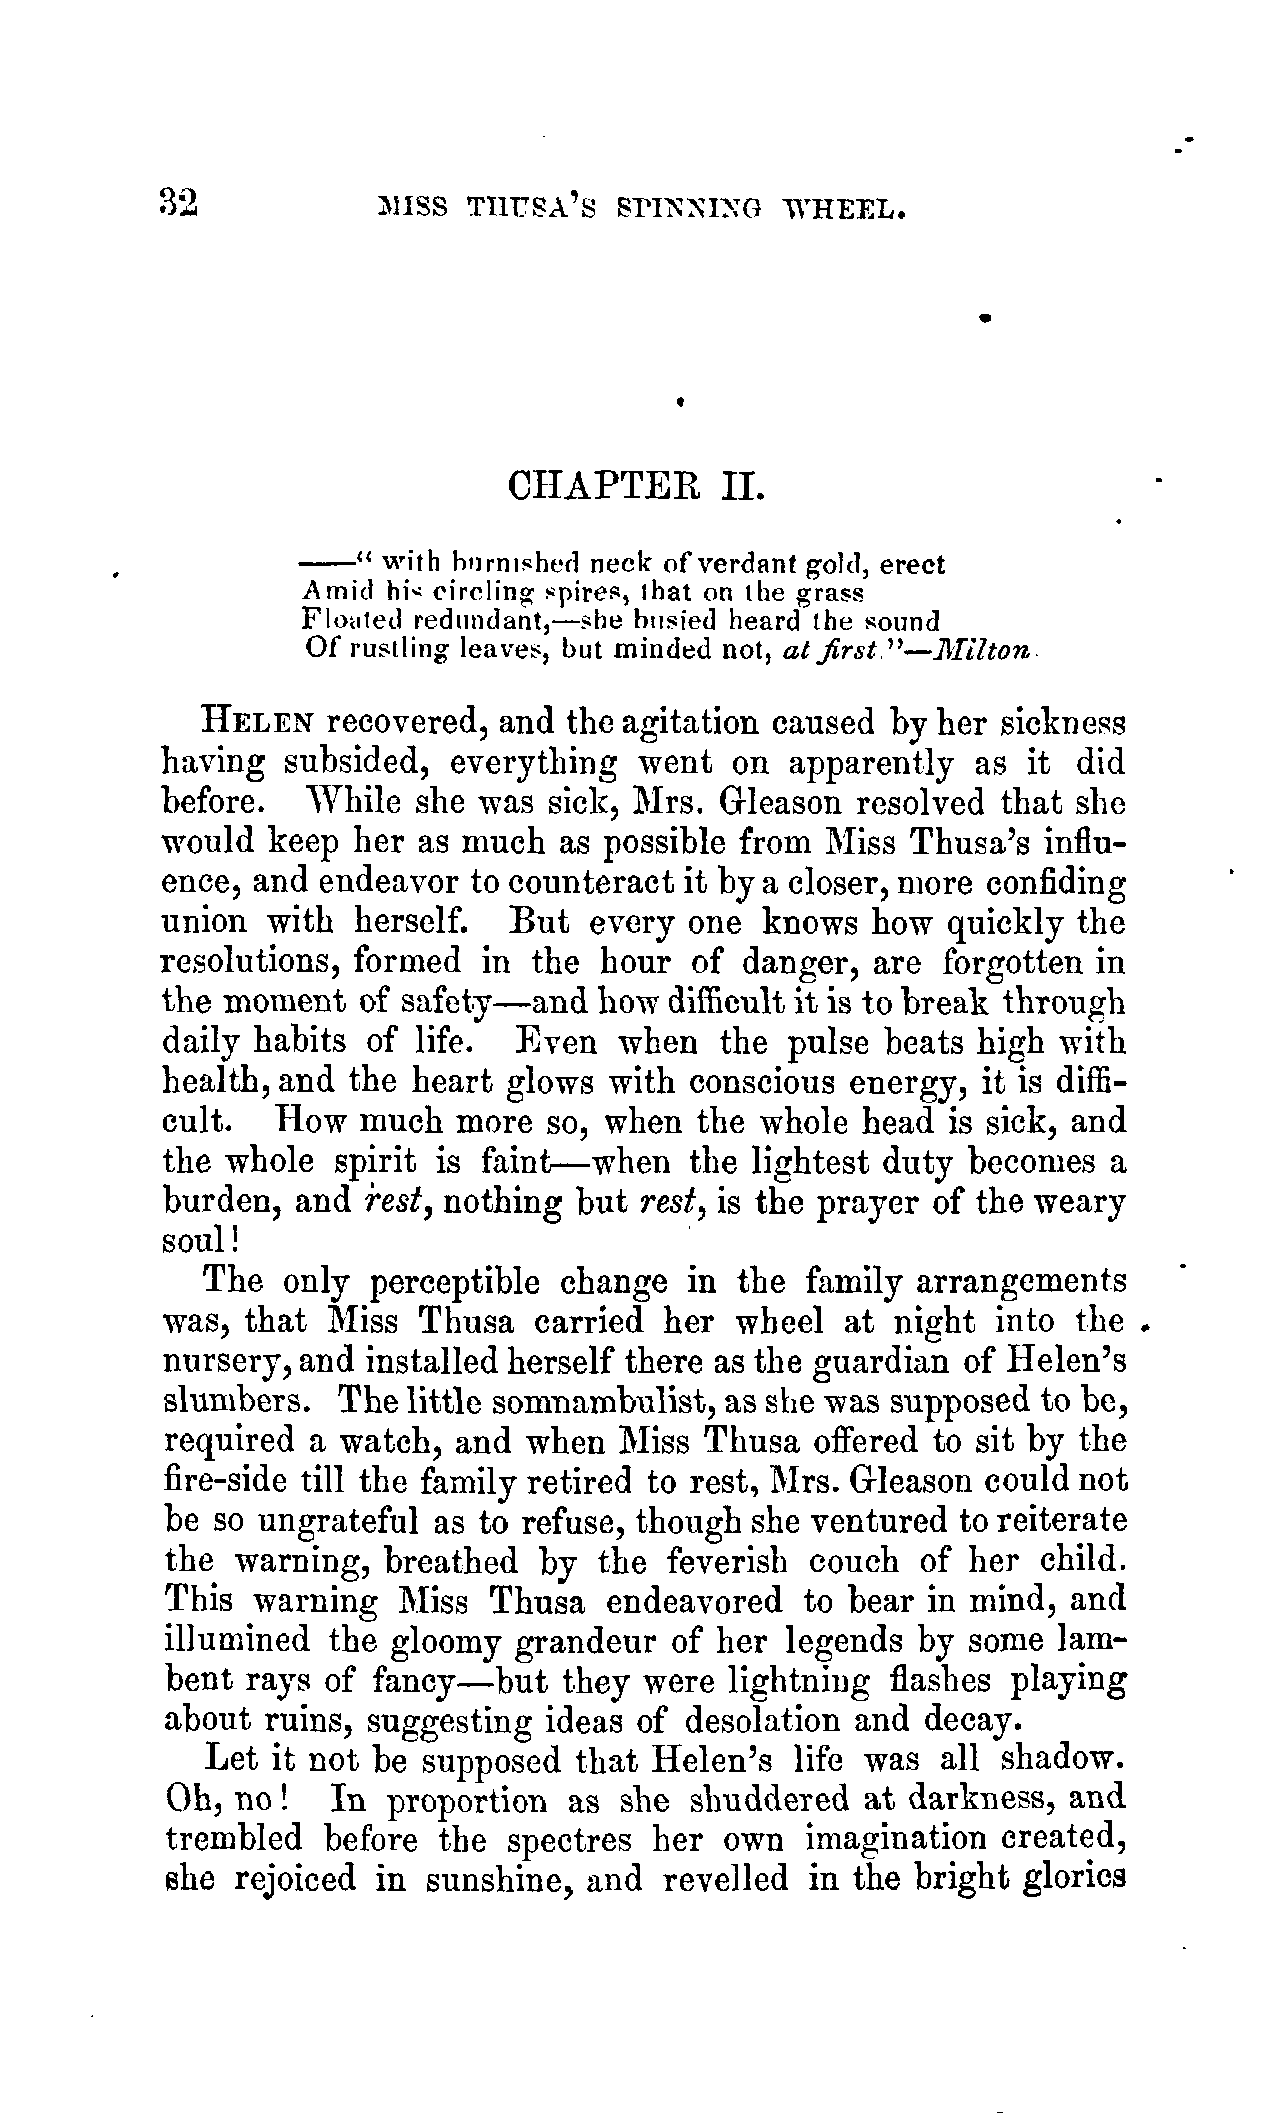 32 MISS THUSA'S SPINNING WHEEL.
CHAPTER II.
——“ with burnished neck of verdant gold, erect
Amid his circling spires, that on the grass
Floated redundant,—she busied heard the sound
Of rustling leaves, but minded not, at first.”—Milton.
HELEN recovered, and the agitation caused by her sickness
having subsided, everything went on apparently as it did
before. While she was sick, Mrs. Gleason resolved that she
would keep her as much as possible from Miss Thusa's influ-
ence, and endeavor to counteract it by a closer, more confiding
union with herself. But every one knows how quickly the
resolutions, formed in the hour of danger, are forgotten in
the moment of safety—and how difficult it is to break through
daily habits of life. Even when the pulse beats high with
health, and the heart glows with conscious energy, it is diffi-
cult. How much more so, when the whole head is sick, and
the whole spirit is faint—when the lightest duty becomes a
burden, and rest, nothing but rest, is the prayer of the weary
soul!
The only perceptible change in the family arrangements
was, that Miss Thusa carried her wheel at night into the
nursery, and installed herself there as the guardian of Helen's
slumbers. The little somnambulist, as she was supposed to be,
required a watch, and when Miss Thusa offered to sit by the
fire-side till the family retired to rest, Mrs. Gleason could not
be so ungrateful as to refuse, though she ventured to reiterate
the warning, breathed by the feverish couch of her child.
This warning Miss Thusa endeavored to bear in mind, and
illumined the gloomy grandeur of her legends by some lam-
bent rays of fancy—but they were lightning flashes playing
about ruins, suggesting ideas of desolation and decay.
Let it not be supposed that Helen's life was all shadow.
Oh, no! In proportion as she shuddered at darkness, and
trembled before the spectres her own imagination created,
she rejoiced in sunshine, and revelled in the bright glories